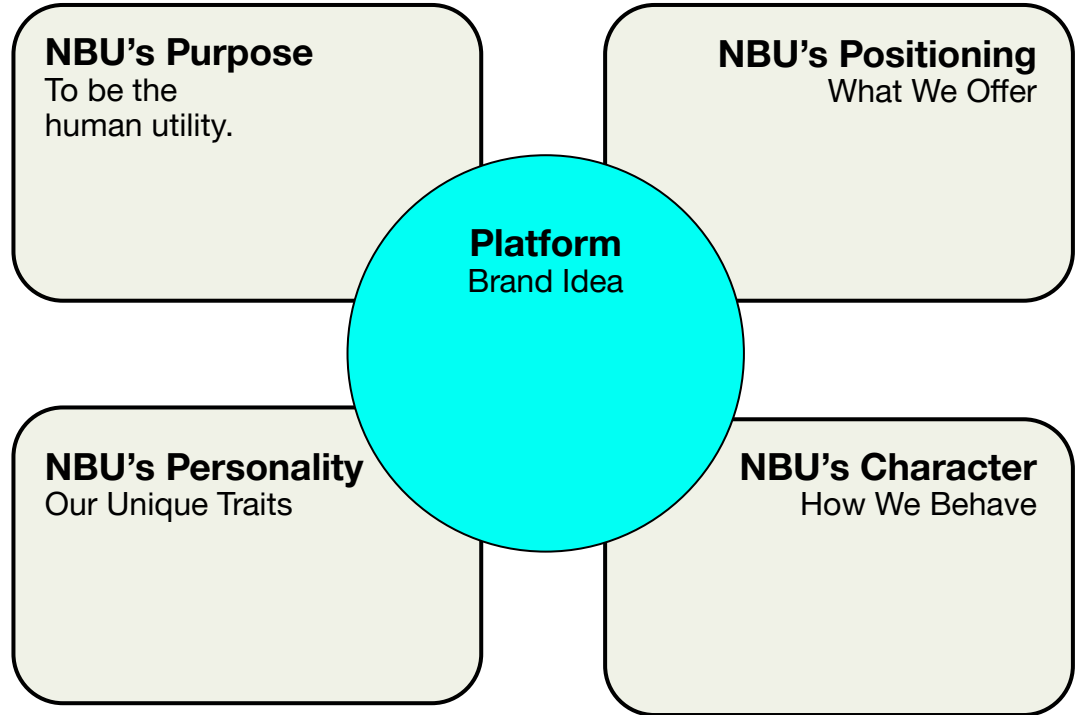 NBU’s Purpose
To be the
human utility.
NBU’s Positioning
What We Offer
Platform
Brand Idea
NBU’s Personality
Our Unique Traits
NBU’s Character
How We Behave